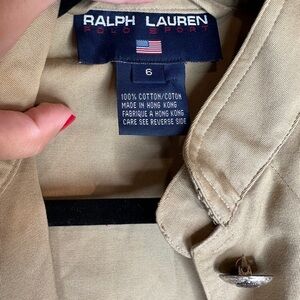 RALPH LAUREN
POLO SPORT
6
100% COTTON/COTON
MADE IN HONG KONG
FABRIQUE A HONG KONG
CARE SEE REVERSE SIDE